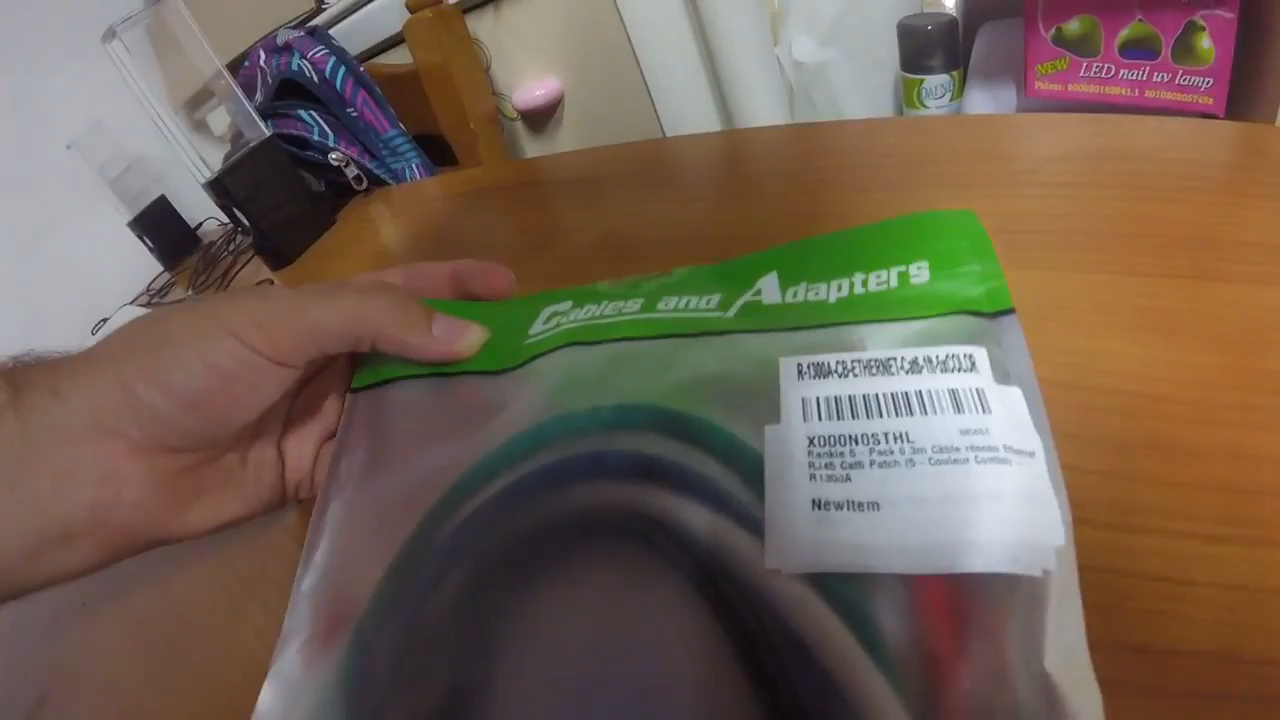 NEW
LED nail uv lamp
Cables and Adapters
R-1300A-CB-ETHERNET-Cat6-1ft-5xCOLOR
X000N0STHL
Rankie 5 - Pack 0.3m Câble réseau Ethernet
RJ45 Cat6 Patch (5 - Couleur Combo) -
R1300A
NewItem